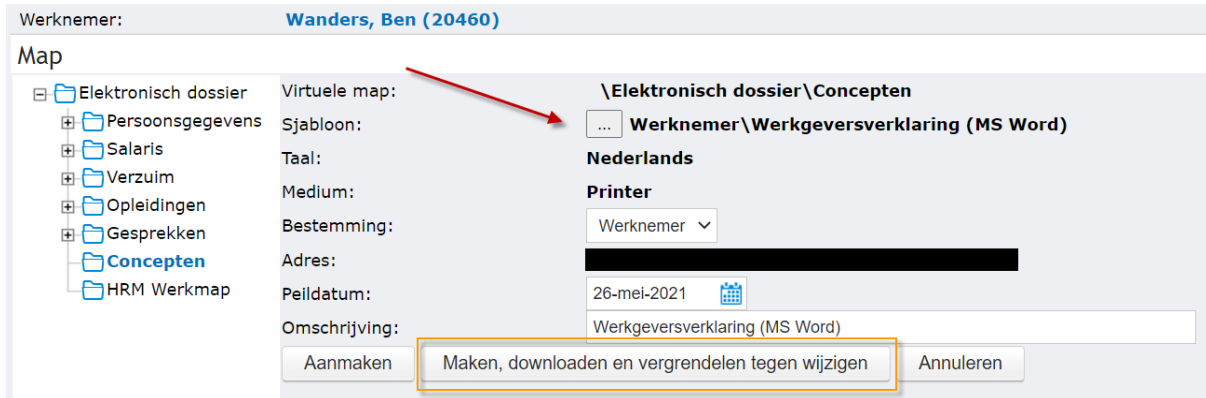 Werknemer: Wanders, Ben (20460)
Map
Elektronisch dossier
Persoonsgegevens
Salaris
Verzuim
Opleidingen
Gesprekken
Concepten
HRM Werkmap
Virtuele map: \Elektronisch dossier\Concepten
Sjabloon: ... Werknemer\Werkgeversverklaring (MS Word)
Taal: Nederlands
Medium: Printer
Bestemming: Werknemer
Adres:
Peildatum: 26-mei-2021
Omschrijving: Werkgeversverklaring (MS Word)
Aanmaken Maken, downloaden en vergrendelen tegen wijzigen Annuleren